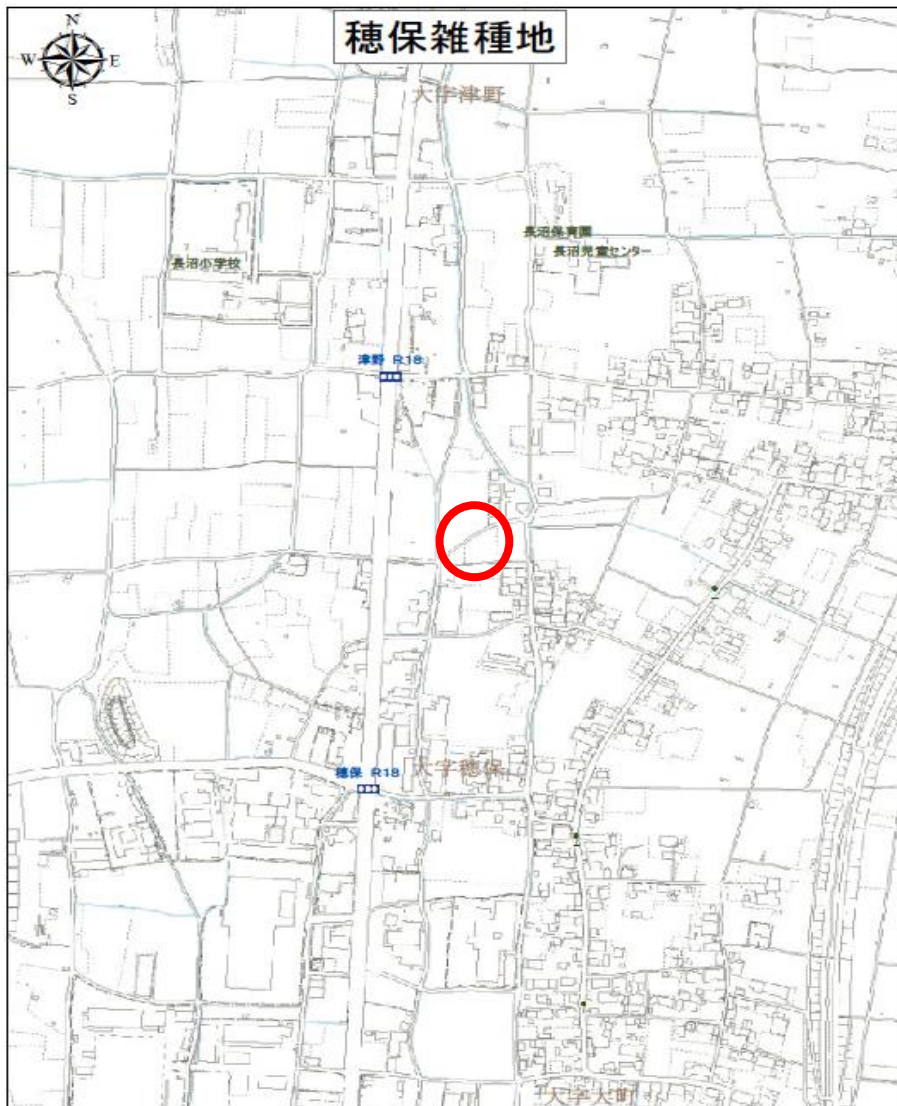 穂保雑種地
N
W E
S
大字津野
長沼保育園
長沼児童センター
長沼小学校
津野 R18
大字穂保
穂保 R18
大字大町